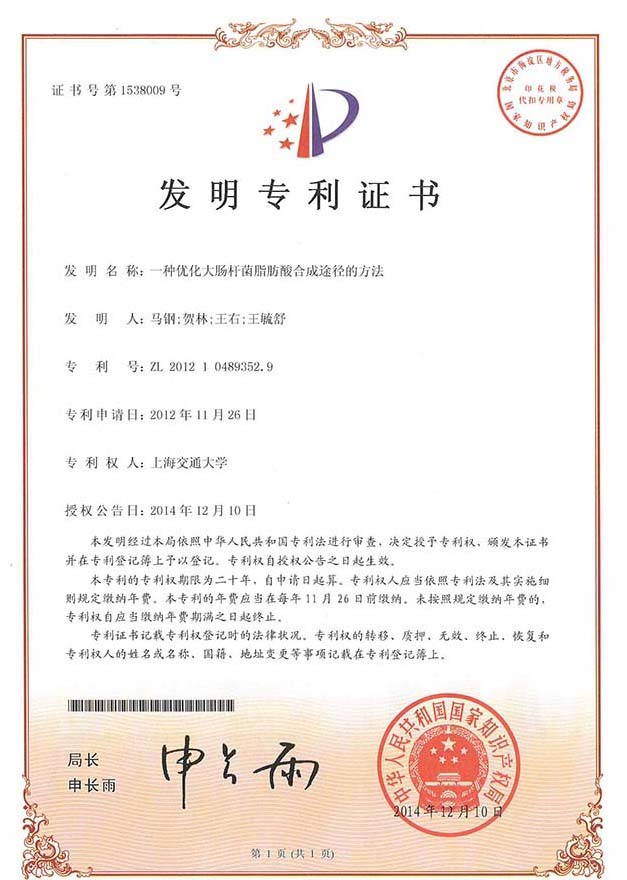 证书号第1538009号
北京市海淀区地方税务局
印花税
代扣专用章
国家知识产权局
发明专利证书
发明名称：一种优化大肠杆菌脂肪酸合成途径的方法
发明人：马钢;贺林;王右;王毓舒
专利号：ZL 2012 1 0489352.9
专利申请日：2012年11月26日
专利权人：上海交通大学
授权公告日：2014年12月10日
本发明经过本局依照中华人民共和国专利法进行审查，决定授予专利权，颁发本证书
并在专利登记簿上予以登记。专利权自授权公告之日起生效。
本专利的专利权期限为二十年，自申请日起算。专利权人应当依照专利法及其实施细
则规定缴纳年费。本专利的年费应当在每年11月26日前缴纳。未按照规定缴纳年费的，
专利权自应当缴纳年费期满之日起终止。
专利证书记载专利权登记时的法律状况。专利权的转移、质押、无效、终止、恢复和
专利权人的姓名或名称、国籍、地址变更等事项记载在专利登记簿上。
局长
申长雨
申长雨
中华人民共和国国家知识产权局
2014年12月10日
第1页(共1页)